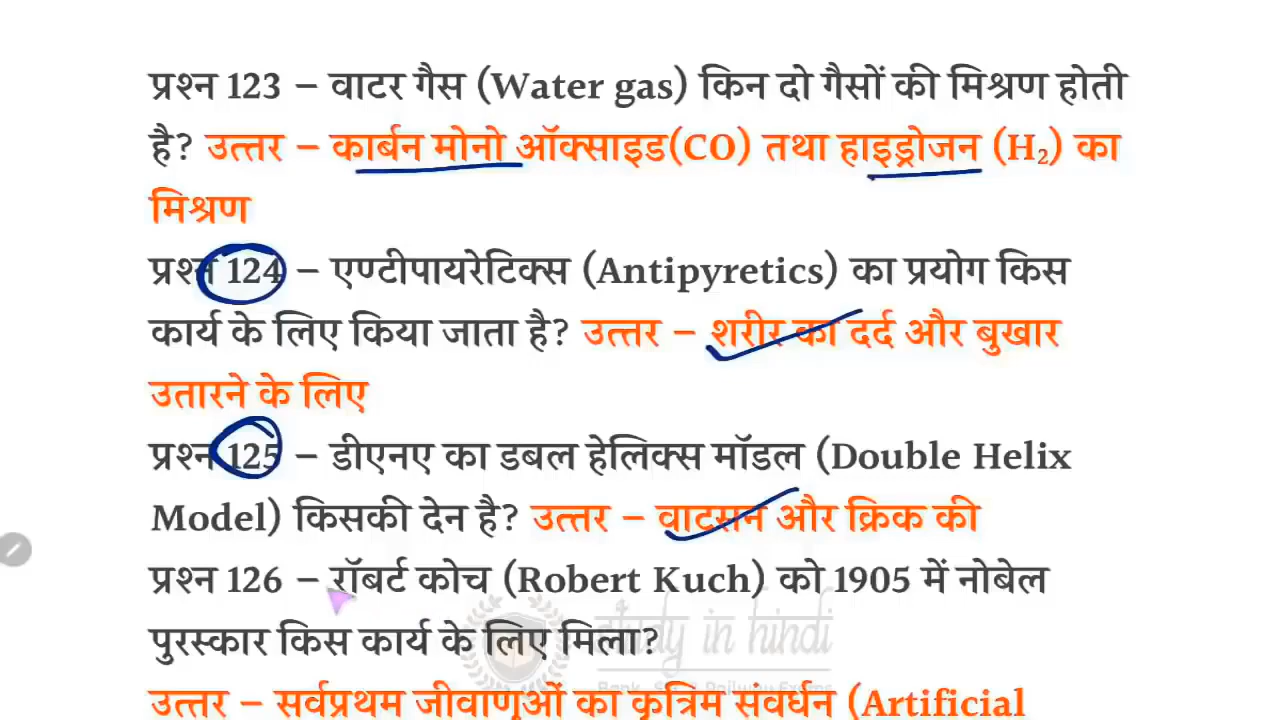 प्रश्न 123 – वाटर गैस (Water gas) किन दो गैसों की मिश्रण होती
है? उत्तर – कार्बन मोनो ऑक्साइड(CO) तथा हाइड्रोजन (H₂) का
मिश्रण
प्रश्न 124 – एण्टीपायरेटिक्स (Antipyretics) का प्रयोग किस
कार्य के लिए किया जाता है? उत्तर – शरीर का दर्द और बुखार
उतारने के लिए
प्रश्न 125 – डीएनए का डबल हेलिक्स मॉडल (Double Helix
Model) किसकी देन है? उत्तर – वाटसन और क्रिक की
प्रश्न 126 – रॉबर्ट कोच (Robert Kuch) को 1905 में नोबेल
पुरस्कार किस कार्य के लिए मिला?
study in hindi
उत्तर – सर्वप्रथम जीवाणुओं का कृत्रिम संवर्धन (Artificial